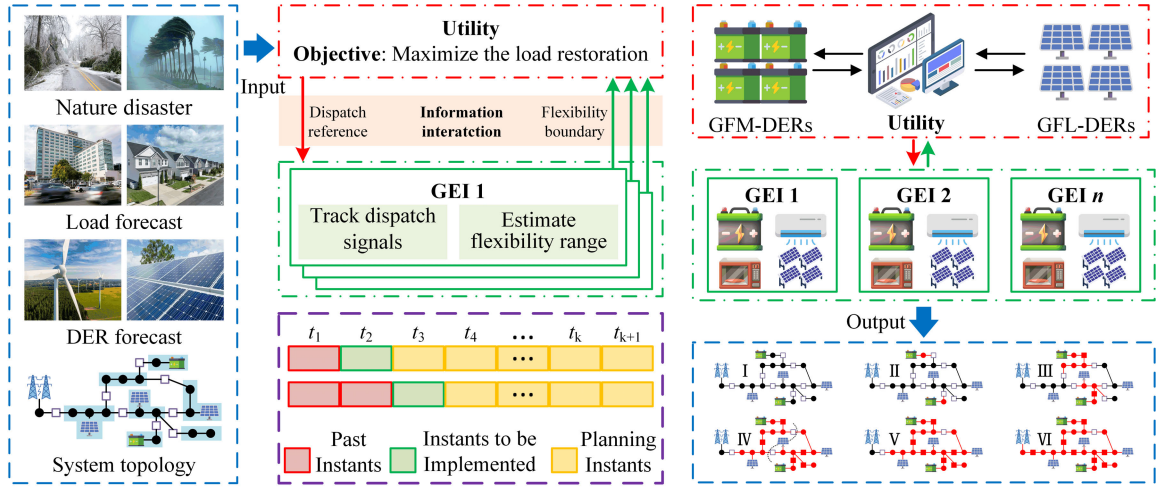 Nature disaster
Load forecast
DER forecast
System topology
Input
Utility
Objective: Maximize the load restoration
Dispatch reference
Information interatction
Flexibility boundary
GEI 1
Track dispatch signals
Estimate flexibility range
t1 t2 t3 t4 ... tk tk+1
...
...
Past Instants
Instants to be Implemented
Planning Instants
GFM-DERs
Utility
GFL-DERs
GEI 1
GEI 2
GEI n
Output
I
II
III
IV
V
VI